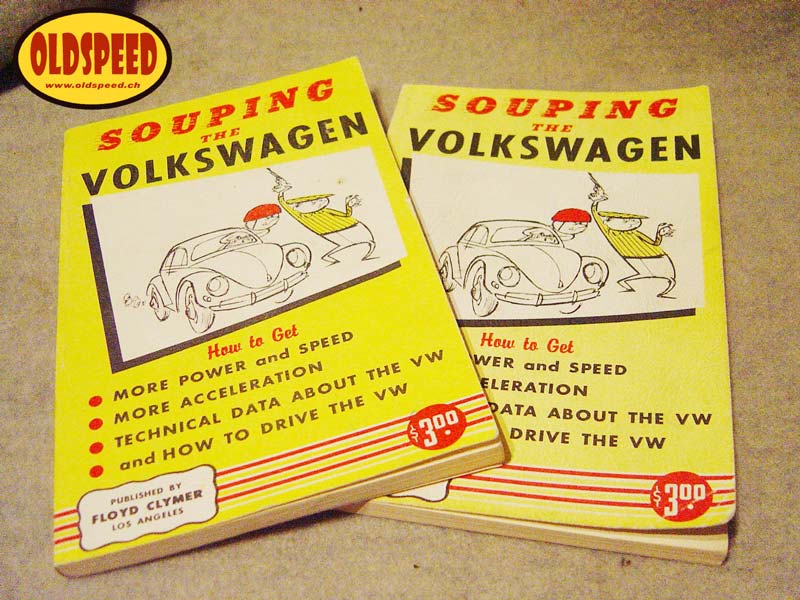 OLDSPEED
www.oldspeed.ch
SOUPING
THE
VOLKSWAGEN
How to Get
MORE POWER and SPEED
MORE ACCELERATION
TECHNICAL DATA ABOUT THE VW
and HOW TO DRIVE THE VW
$3.00
PUBLISHED BY
FLOYD CLYMER
LOS ANGELES
SOUPING
THE
VOLKSWAGEN
How to Get
WER and SPEED
ELERATION
DATA ABOUT THE VW
DRIVE THE VW
$3.00